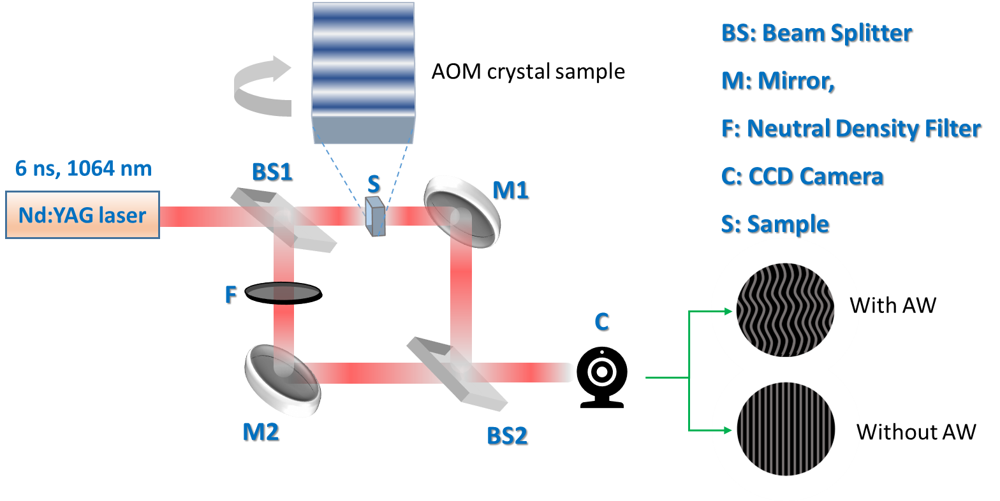 AOM crystal sample
BS: Beam Splitter
M: Mirror,
F: Neutral Density Filter
C: CCD Camera
S: Sample
6 ns, 1064 nm
Nd:YAG laser
BS1
S
M1
F
M2
BS2
C
With AW
Without AW